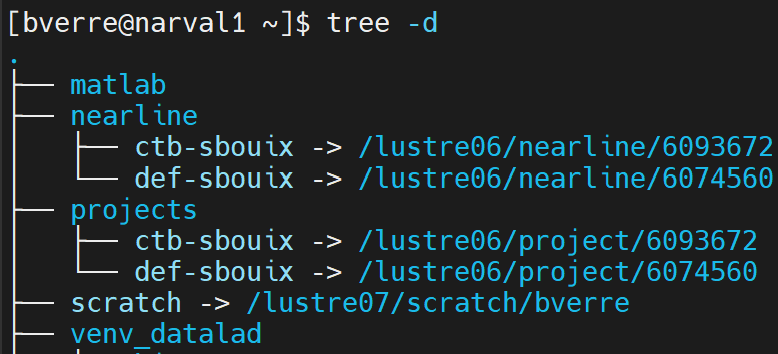 [bverre@narval1 ~]$ tree -d
.
├── matlab
├── nearline
│   ├── ctb-sbouix -> /lustre06/nearline/6093672
│   └── def-sbouix -> /lustre06/nearline/6074560
├── projects
│   ├── ctb-sbouix -> /lustre06/project/6093672
│   └── def-sbouix -> /lustre06/project/6074560
├── scratch -> /lustre07/scratch/bverre
├── venv_datalad